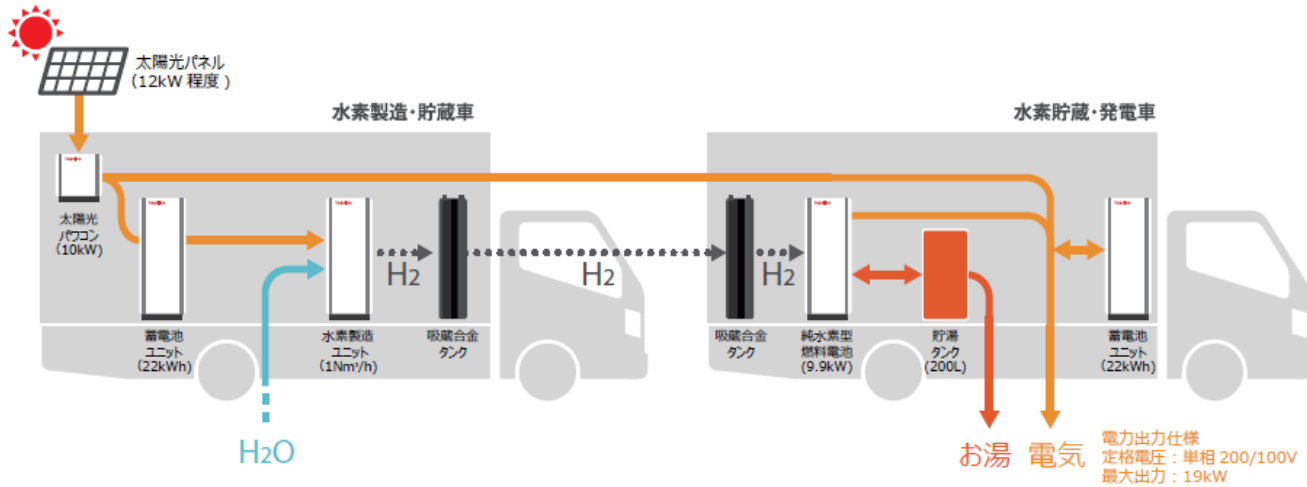 太陽光パネル
（12kW 程度 ）
水素製造・貯蔵車
水素貯蔵・発電車
太陽光
パワコン
（10kW）
蓄電池
ユニット
（22kWh）
水素製造
ユニット
（1Nm³/h）
吸蔵合金
タンク
H2
H2
H2
吸蔵合金
タンク
純水素型
燃料電池
（9.9kW）
貯湯
タンク
（200L）
蓄電池
ユニット
（22kWh）
H2O
お湯
電気
電力出力仕様
定格電圧：単相 200/100V
最大出力：19kW